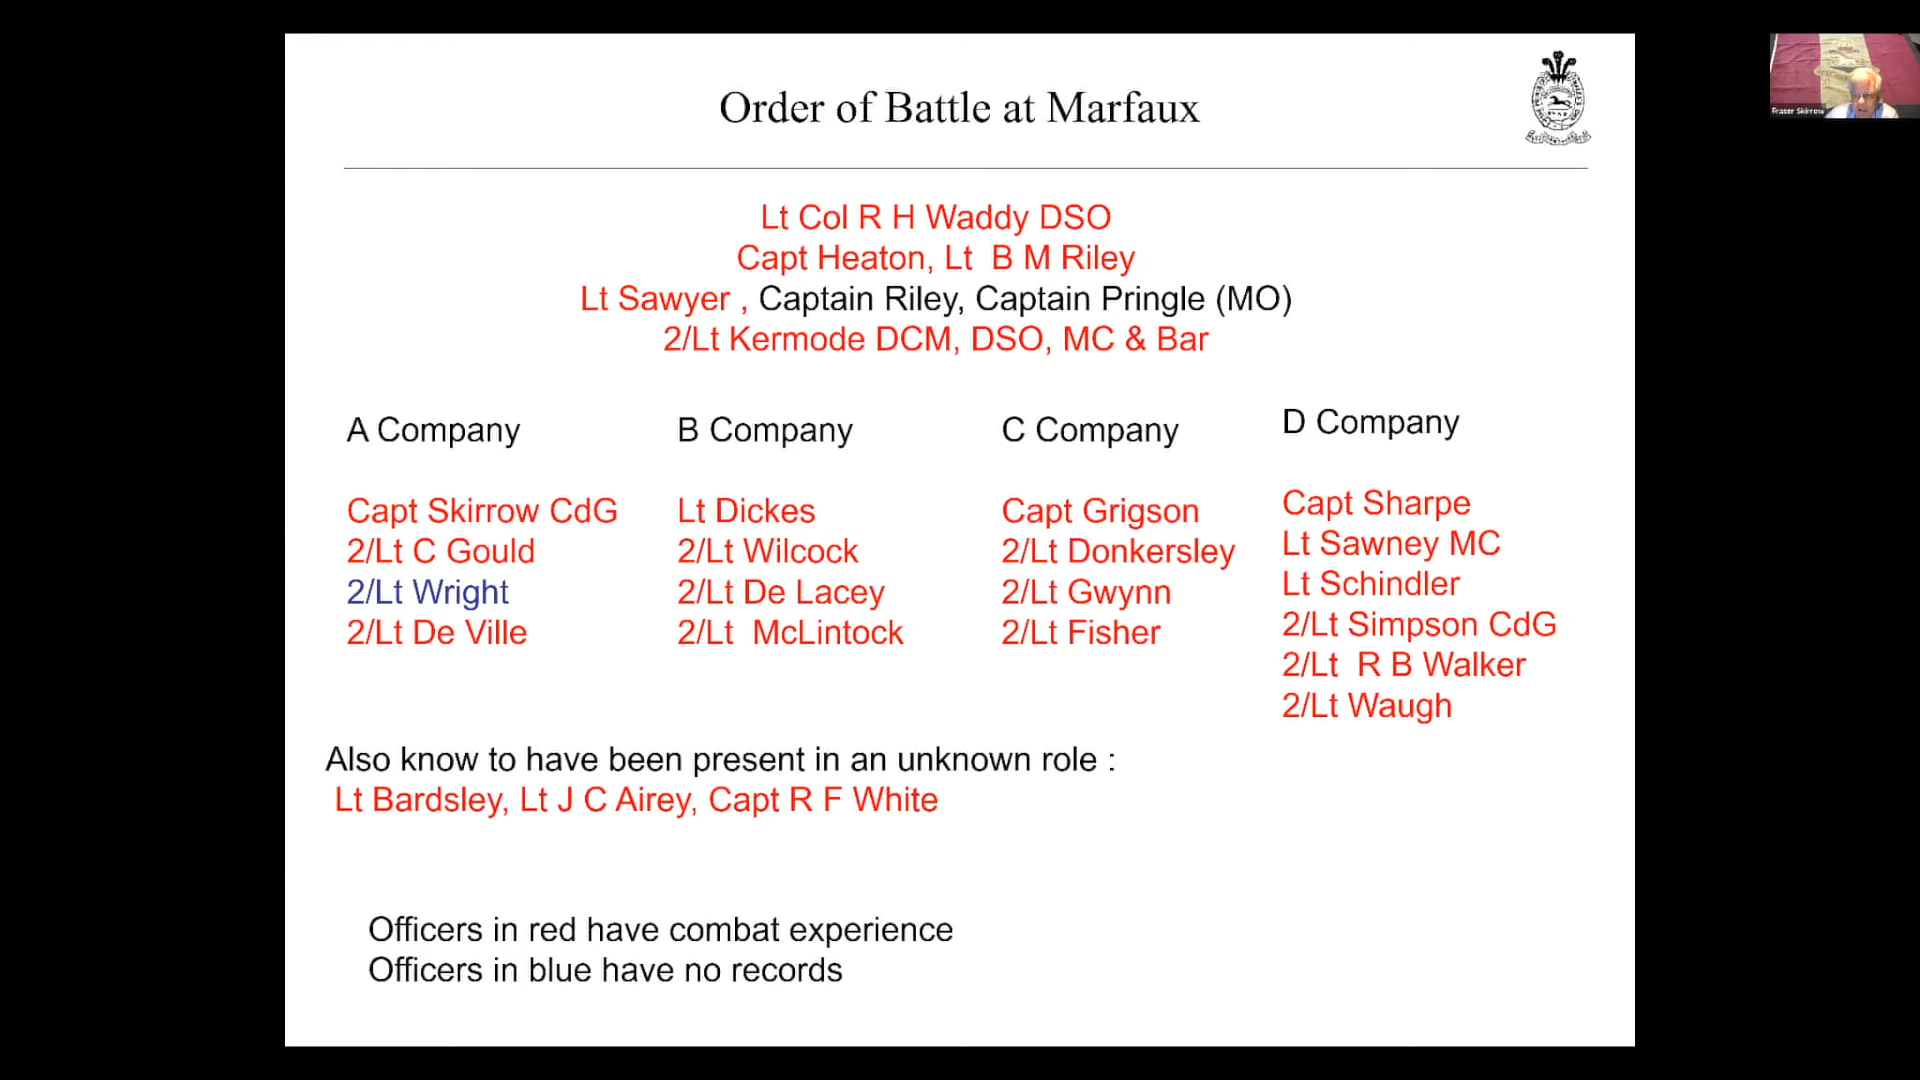 Order of Battle at Marfaux
Fraser Skirrow
Lt Col R H Waddy DSO
Capt Heaton, Lt B M Riley
Lt Sawyer , Captain Riley, Captain Pringle (MO)
2/Lt Kermode DCM, DSO, MC & Bar
A Company
Capt Skirrow CdG
2/Lt C Gould
2/Lt Wright
2/Lt De Ville
B Company
Lt Dickes
2/Lt Wilcock
2/Lt De Lacey
2/Lt McLintock
C Company
Capt Grigson
2/Lt Donkersley
2/Lt Gwynn
2/Lt Fisher
D Company
Capt Sharpe
Lt Sawney MC
Lt Schindler
2/Lt Simpson CdG
2/Lt R B Walker
2/Lt Waugh
Also know to have been present in an unknown role :
Lt Bardsley, Lt J C Airey, Capt R F White
Officers in red have combat experience
Officers in blue have no records